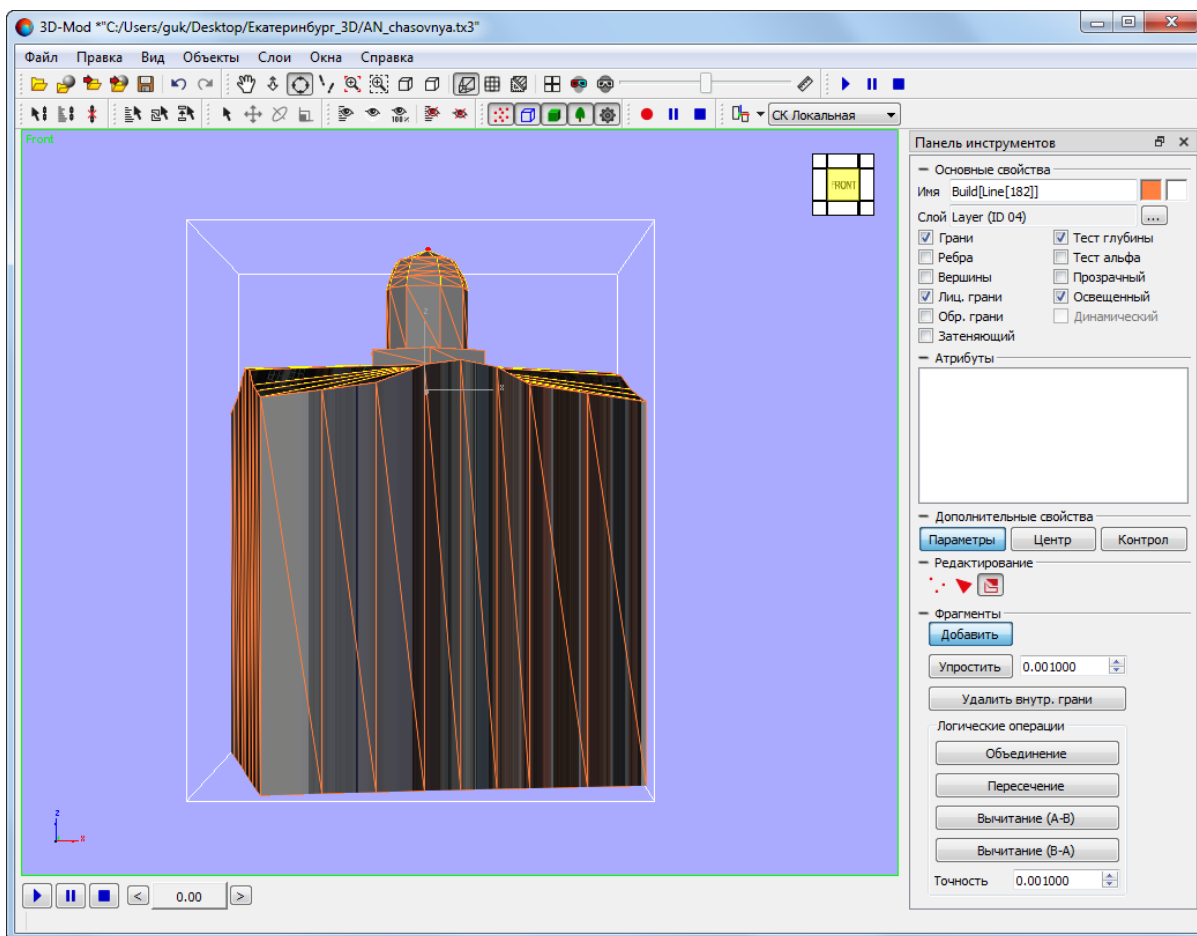 3D-Mod *"C:/Users/guk/Desktop/Екатеринбург_3D/AN_chasovnya.tx3"
Файл Правка Вид Объекты Слои Окна Справка
100%
СК Локальная
Front
FRONT
z
x
z
x
0.00
Панель инструментов
Основные свойства
Имя Build[Line[182]]
Слой Layer (ID 04) ...
Грани Тест глубины
Ребра Тест альфа
Вершины Прозрачный
Лиц. грани Освещенный
Обр. грани Динамический
Затеняющий
Атрибуты
Дополнительные свойства
Параметры Центр Контрол
Редактирование
Фрагменты
Добавить
Упростить 0.001000
Удалить внутр. грани
Логические операции
Объединение
Пересечение
Вычитание (A-B)
Вычитание (B-A)
Точность 0.001000